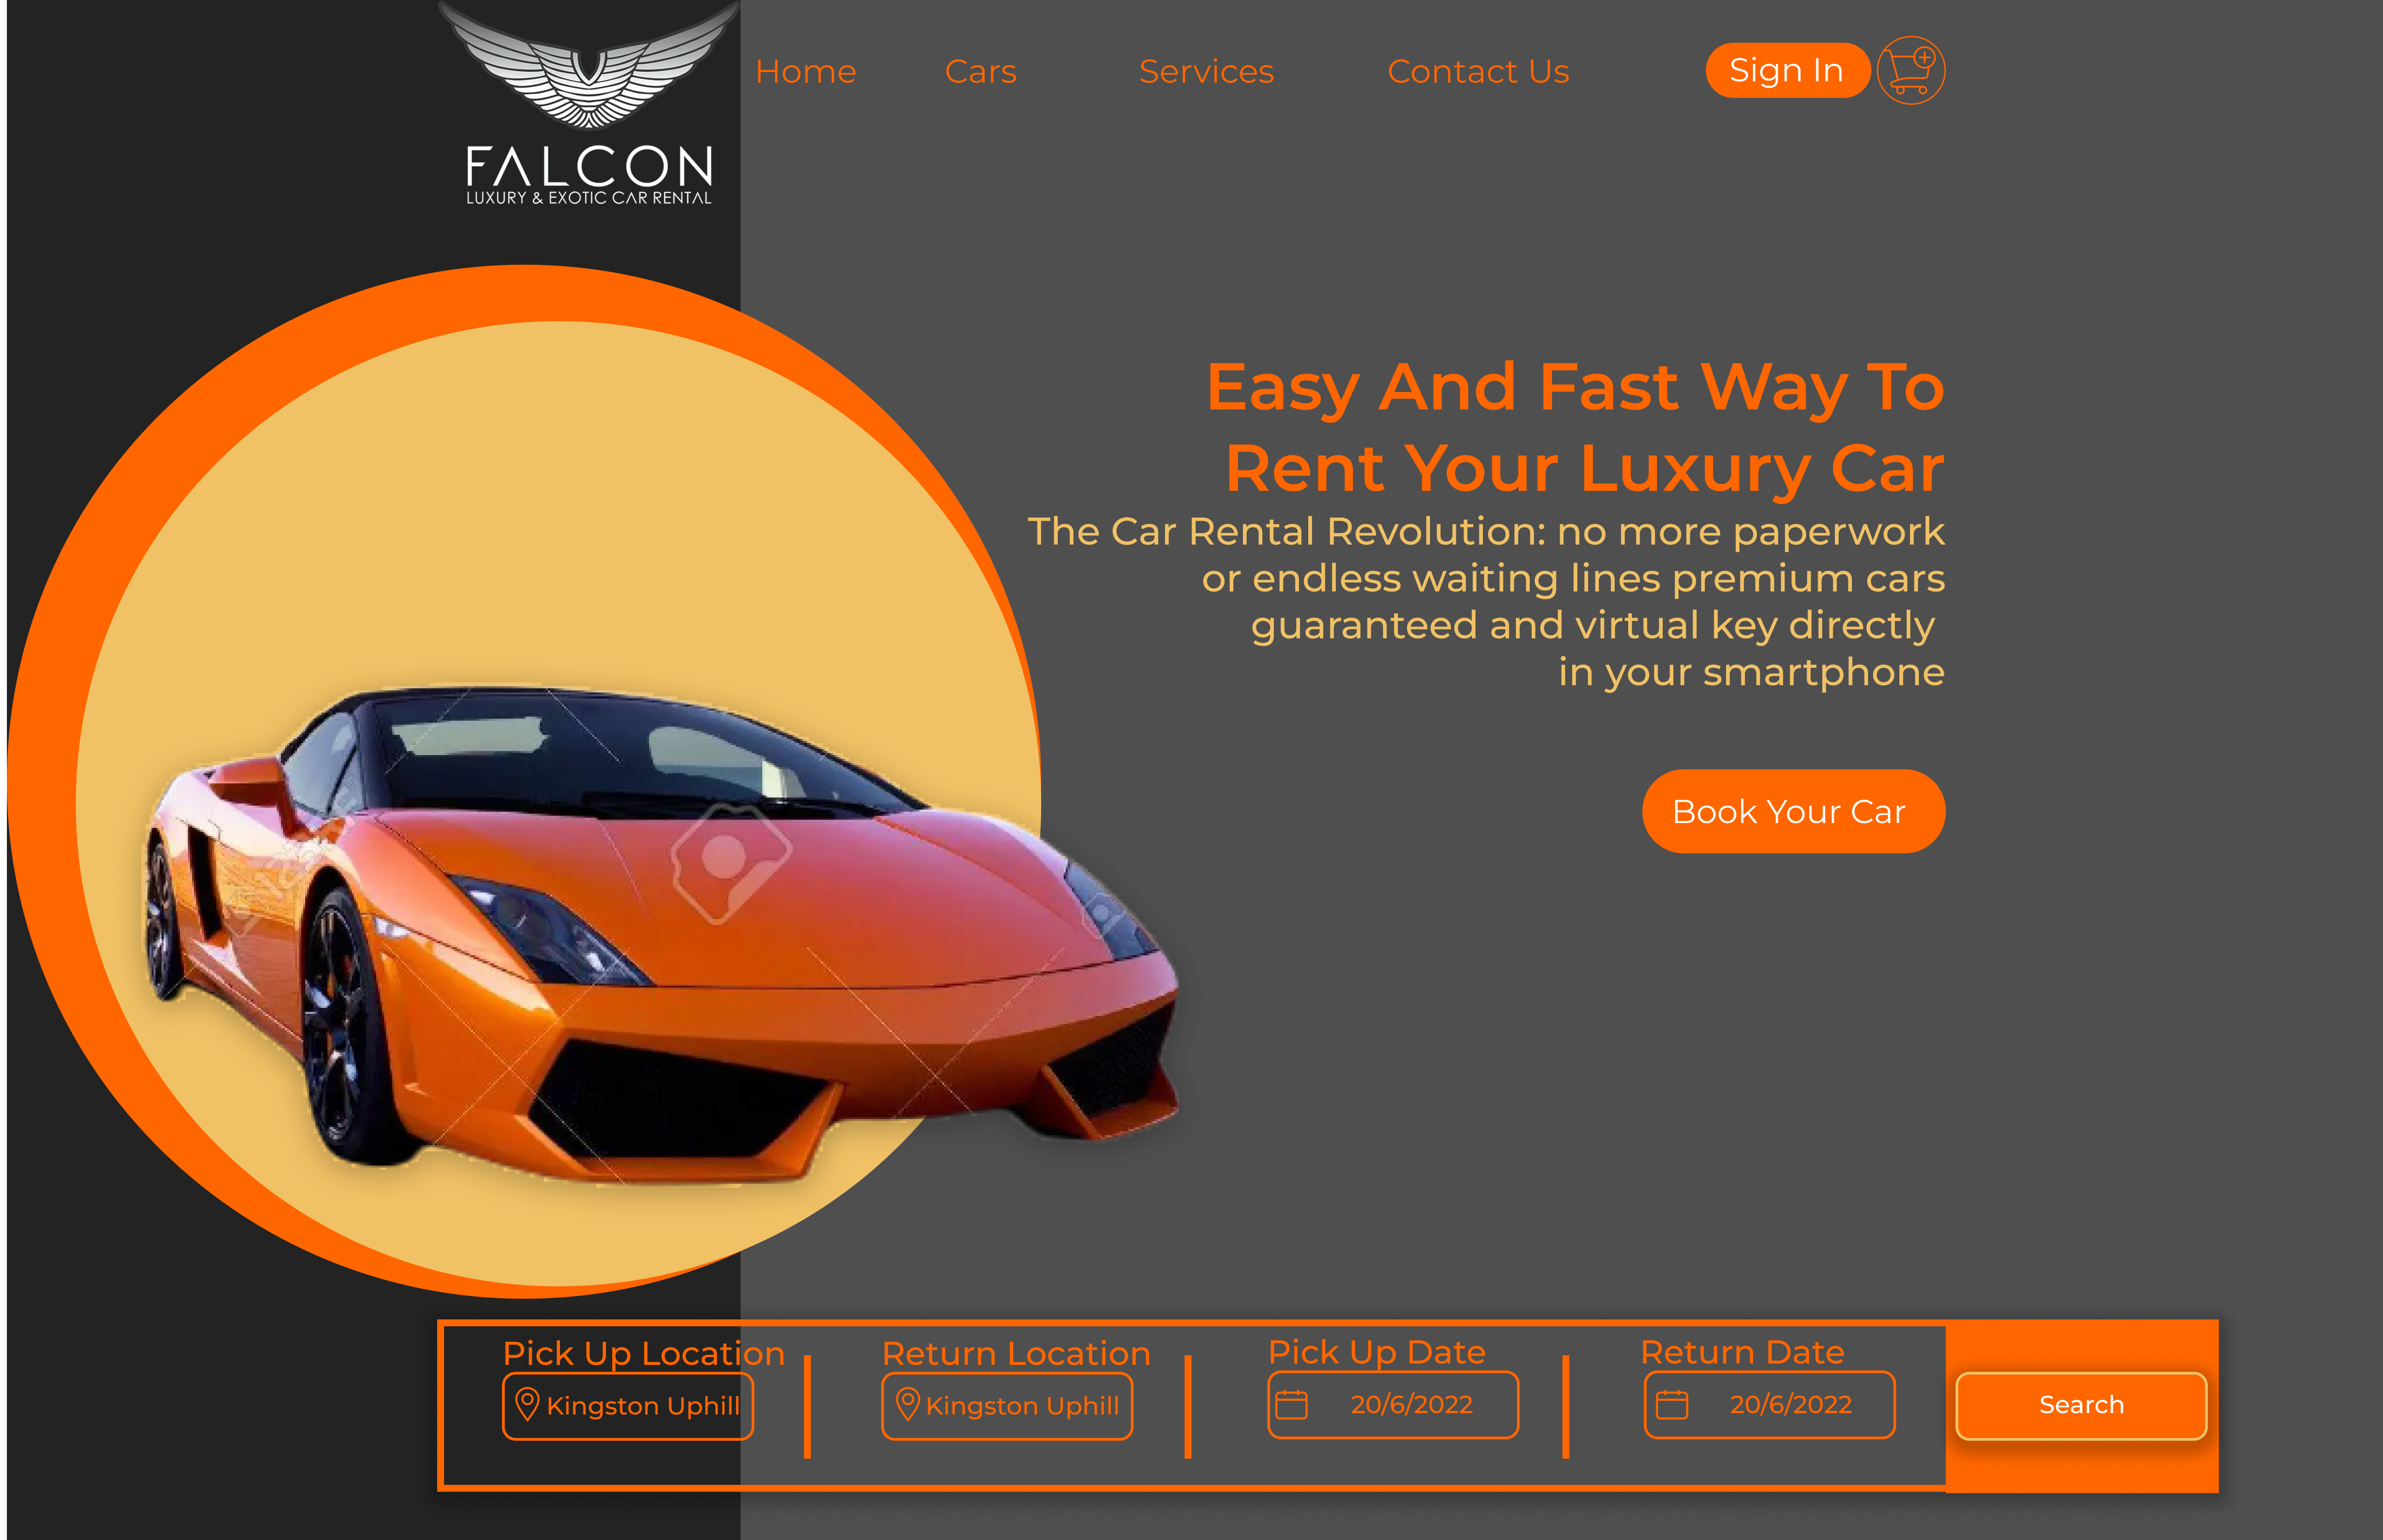 FALCON
LUXURY & EXOTIC CAR RENTAL
Home
Cars
Services
Contact Us
Sign In
Easy And Fast Way To
Rent Your Luxury Car
The Car Rental Revolution: no more paperwork
or endless waiting lines premium cars
guaranteed and virtual key directly
in your smartphone
Book Your Car
Pick Up Location
Kingston Uphill
Return Location
Kingston Uphill
Pick Up Date
20/6/2022
Return Date
20/6/2022
Search